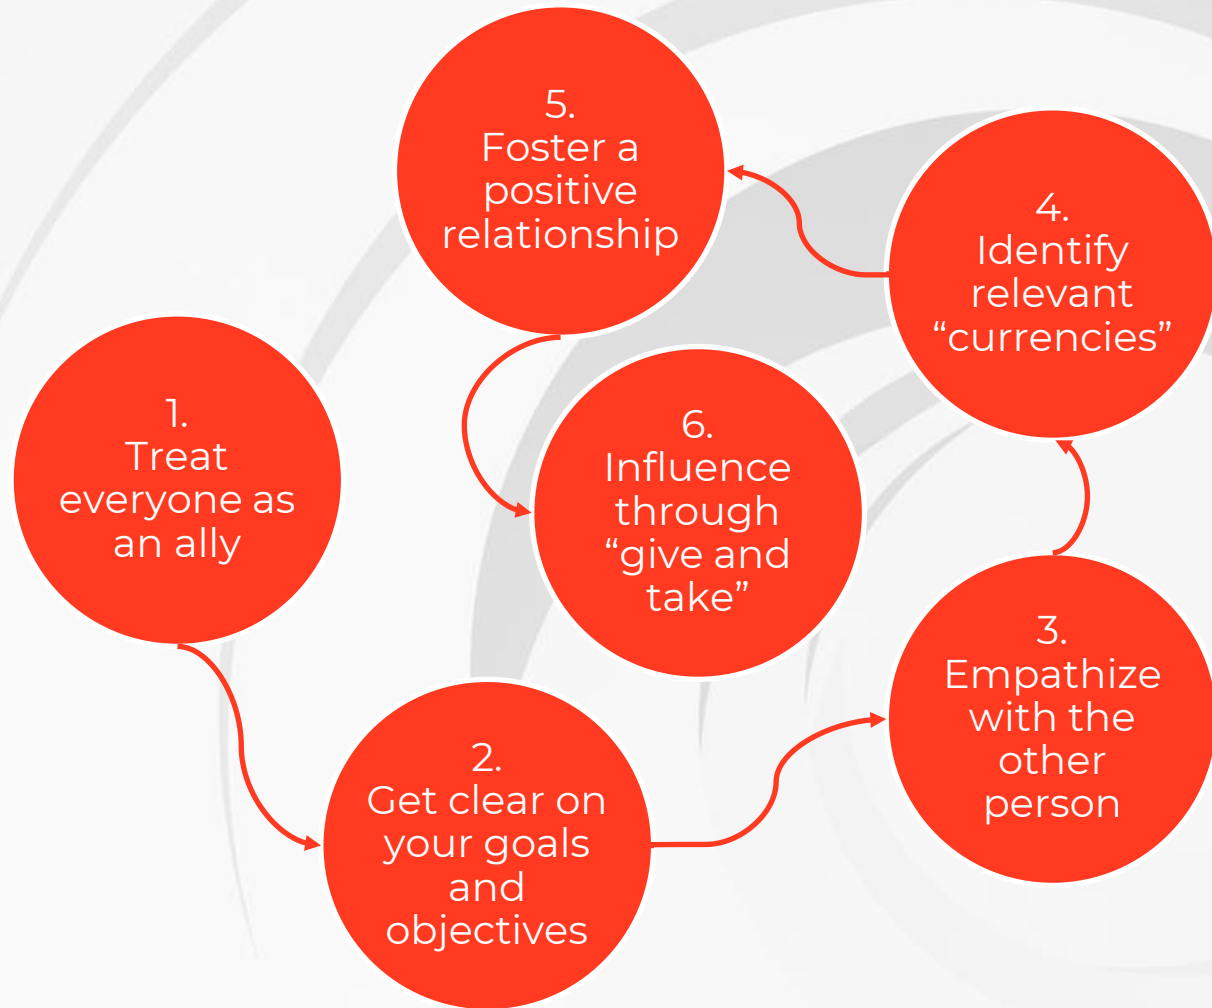 1.
Treat
everyone as
an ally
2.
Get clear on
your goals
and
objectives
3.
Empathize
with the
other
person
4.
Identify
relevant
“currencies”
5.
Foster a
positive
relationship
6.
Influence
through
“give and
take”